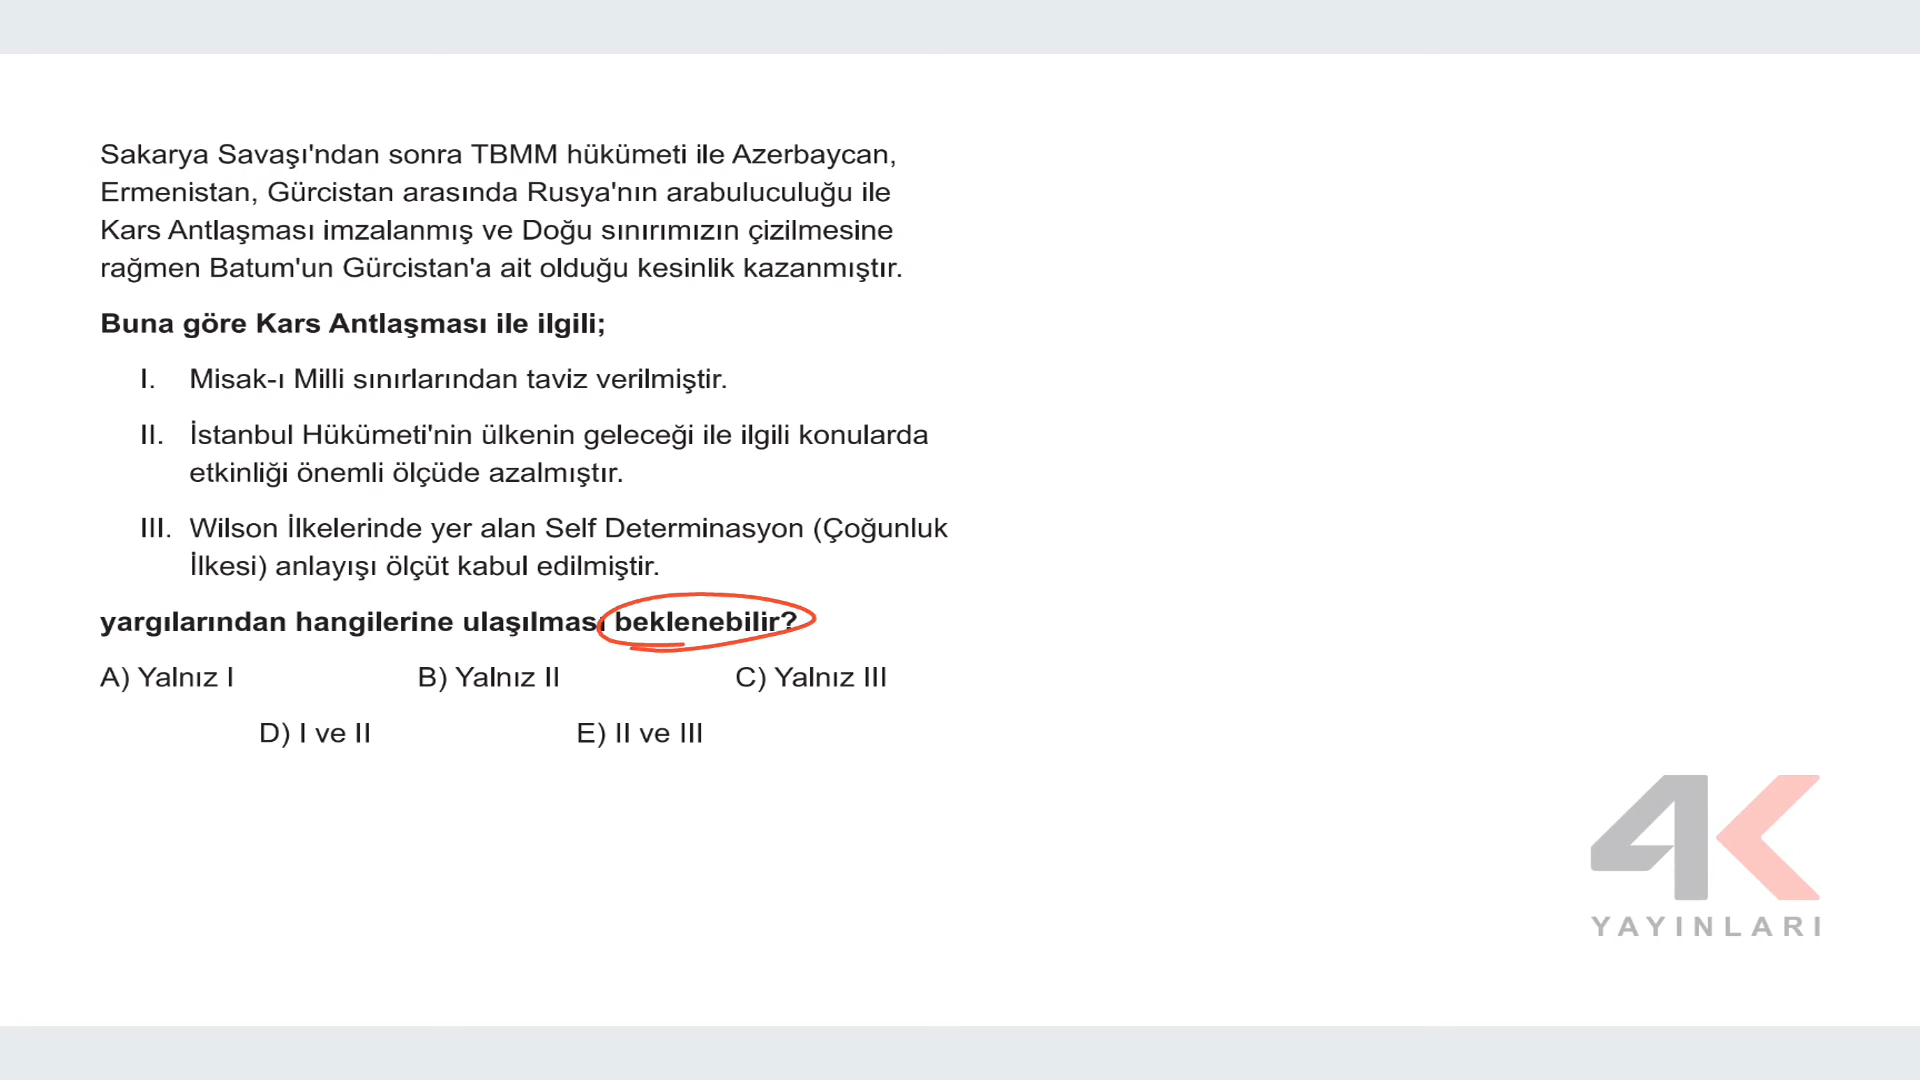 Sakarya Savaşı'ndan sonra TBMM hükümeti ile Azerbaycan,
Ermenistan, Gürcistan arasında Rusya'nın arabuluculuğu ile
Kars Antlaşması imzalanmış ve Doğu sınırımızın çizilmesine
rağmen Batum'un Gürcistan'a ait olduğu kesinlik kazanmıştır.
Buna göre Kars Antlaşması ile ilgili;
I. Misak-ı Milli sınırlarından taviz verilmiştir.
II. İstanbul Hükümeti'nin ülkenin geleceği ile ilgili konularda
etkinliği önemli ölçüde azalmıştır.
III. Wilson İlkelerinde yer alan Self Determinasyon (Çoğunluk
İlkesi) anlayışı ölçüt kabul edilmiştir.
yargılarından hangilerine ulaşılması beklenebilir?
A) Yalnız I B) Yalnız II C) Yalnız III
D) I ve II E) II ve III
4K
YAYINLARI